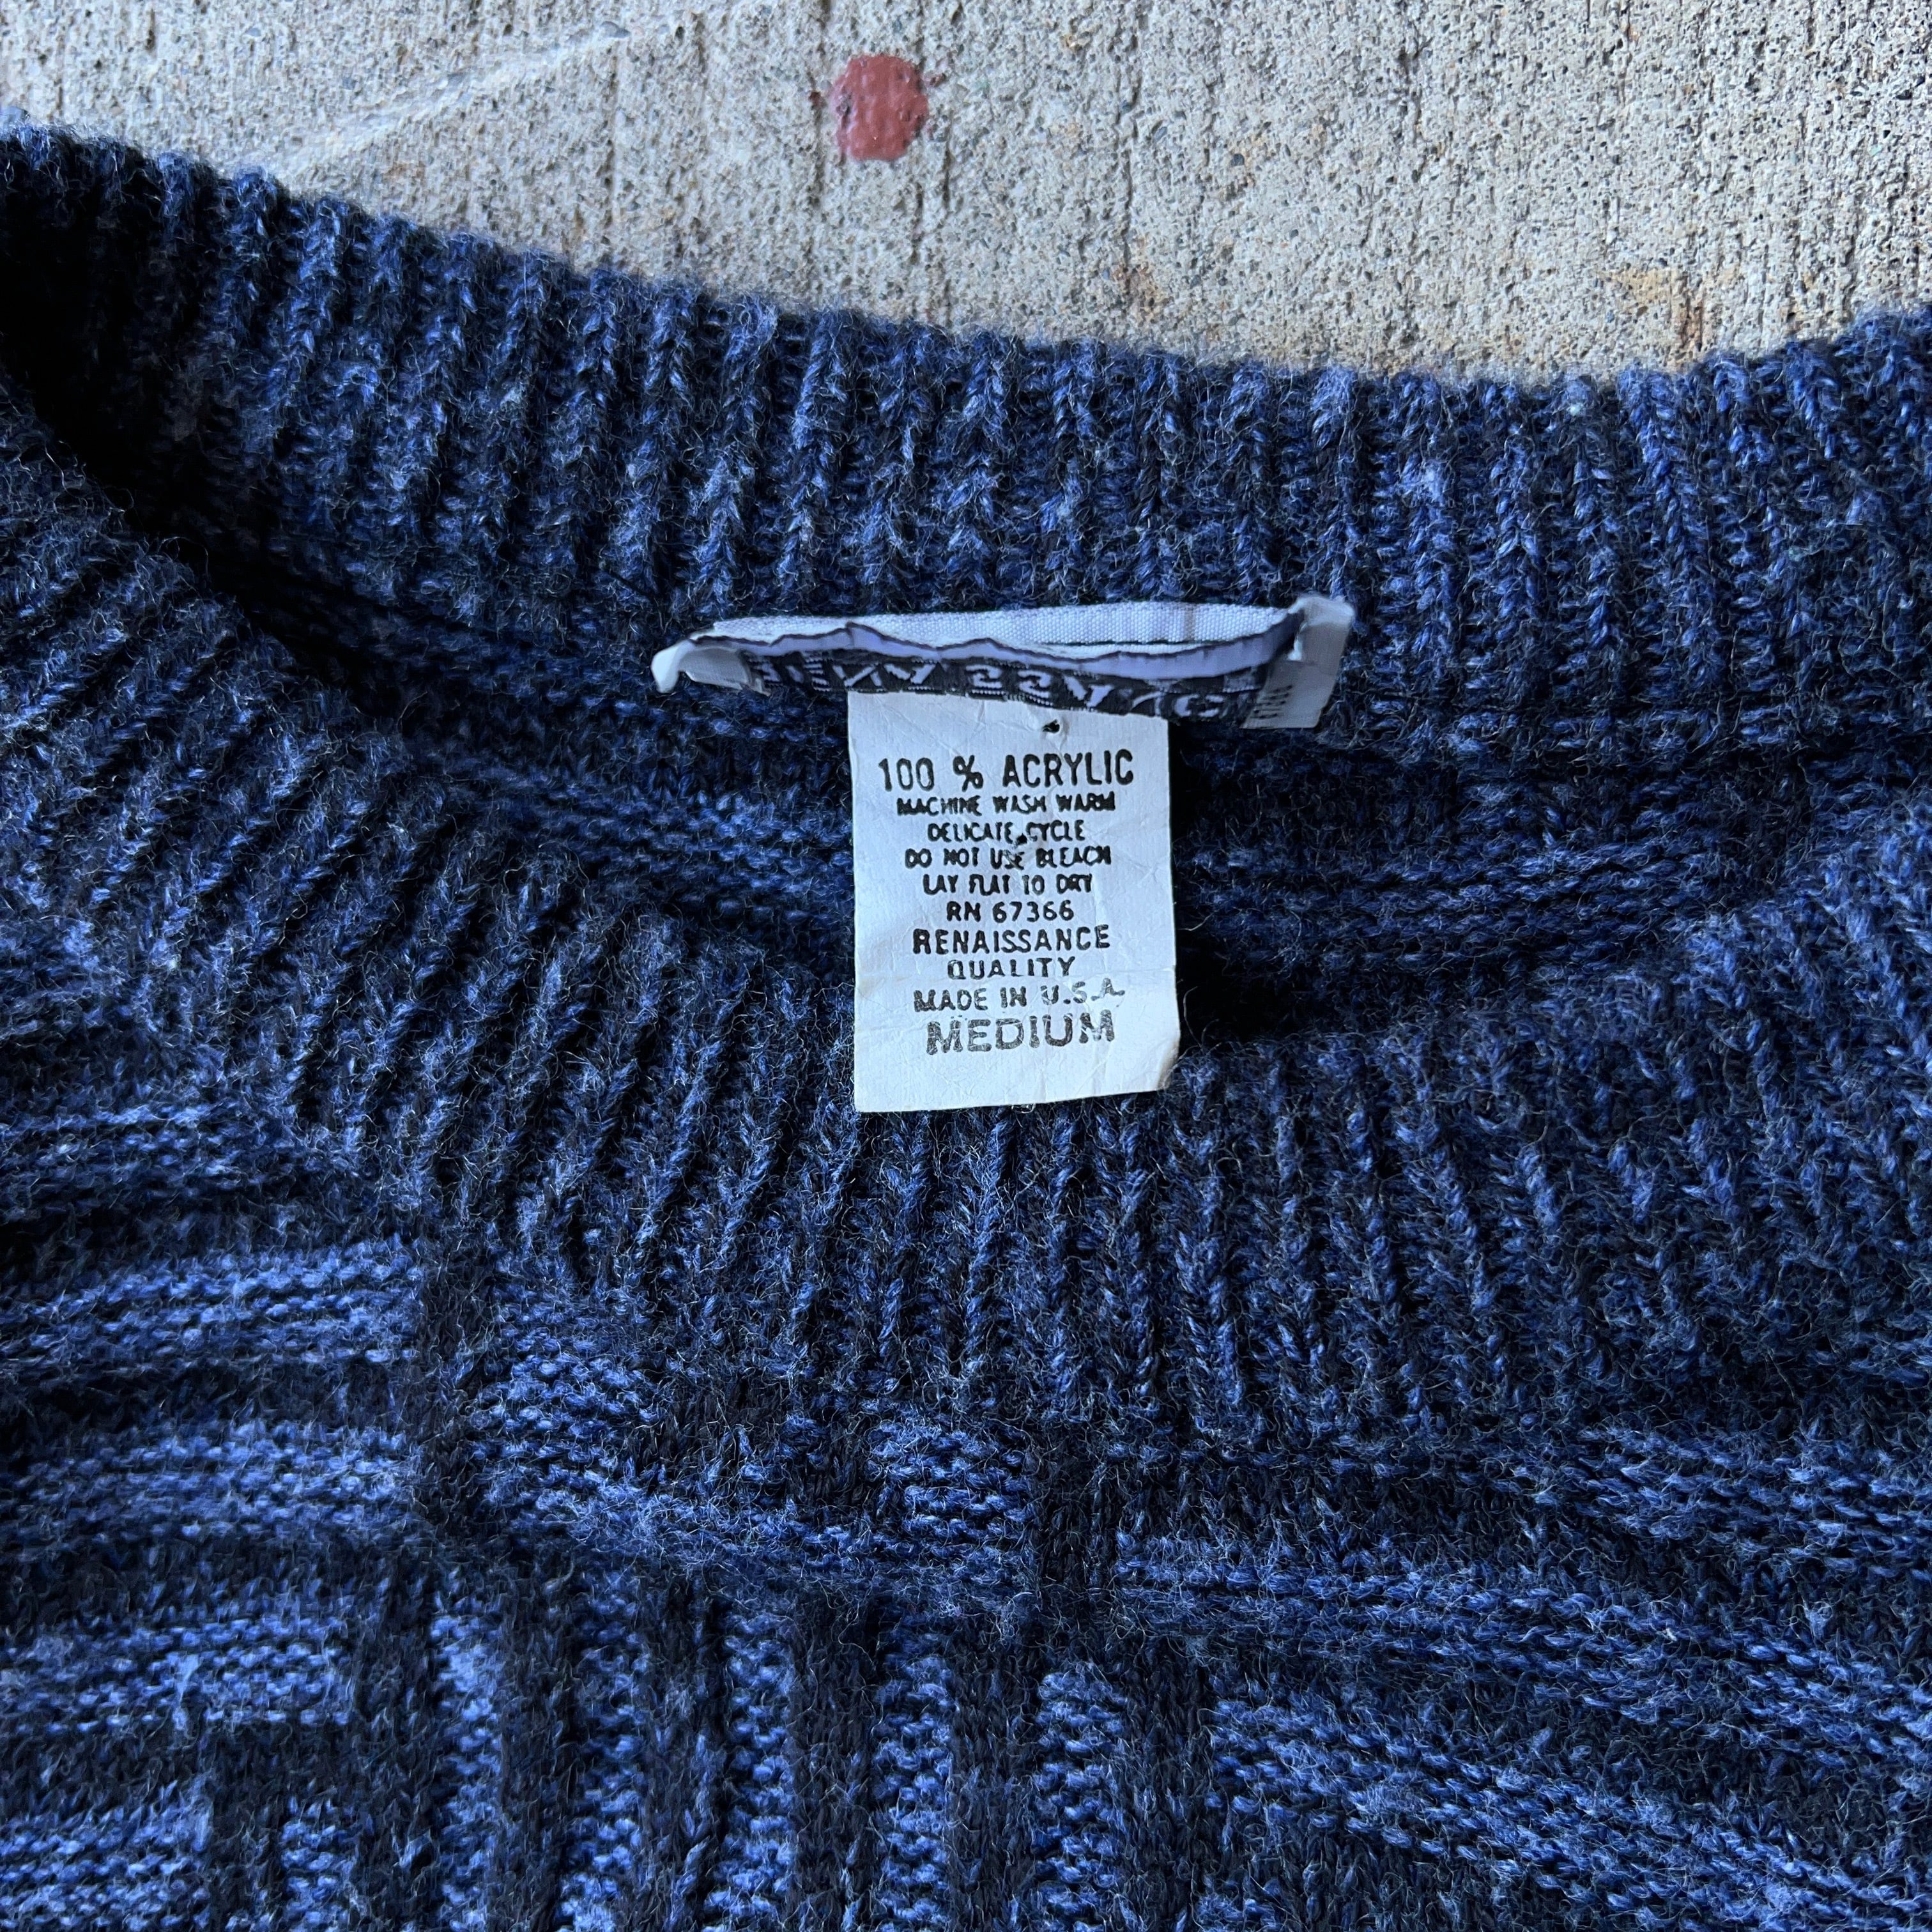 100 % ACRYLIC
MACHINE WASH WARM
DELICATE CYCLE
DO NOT USE BLEACH
LAY FLAT TO DRY
RN 67366
RENAISSANCE
QUALITY
MADE IN U.S.A.
MEDIUM